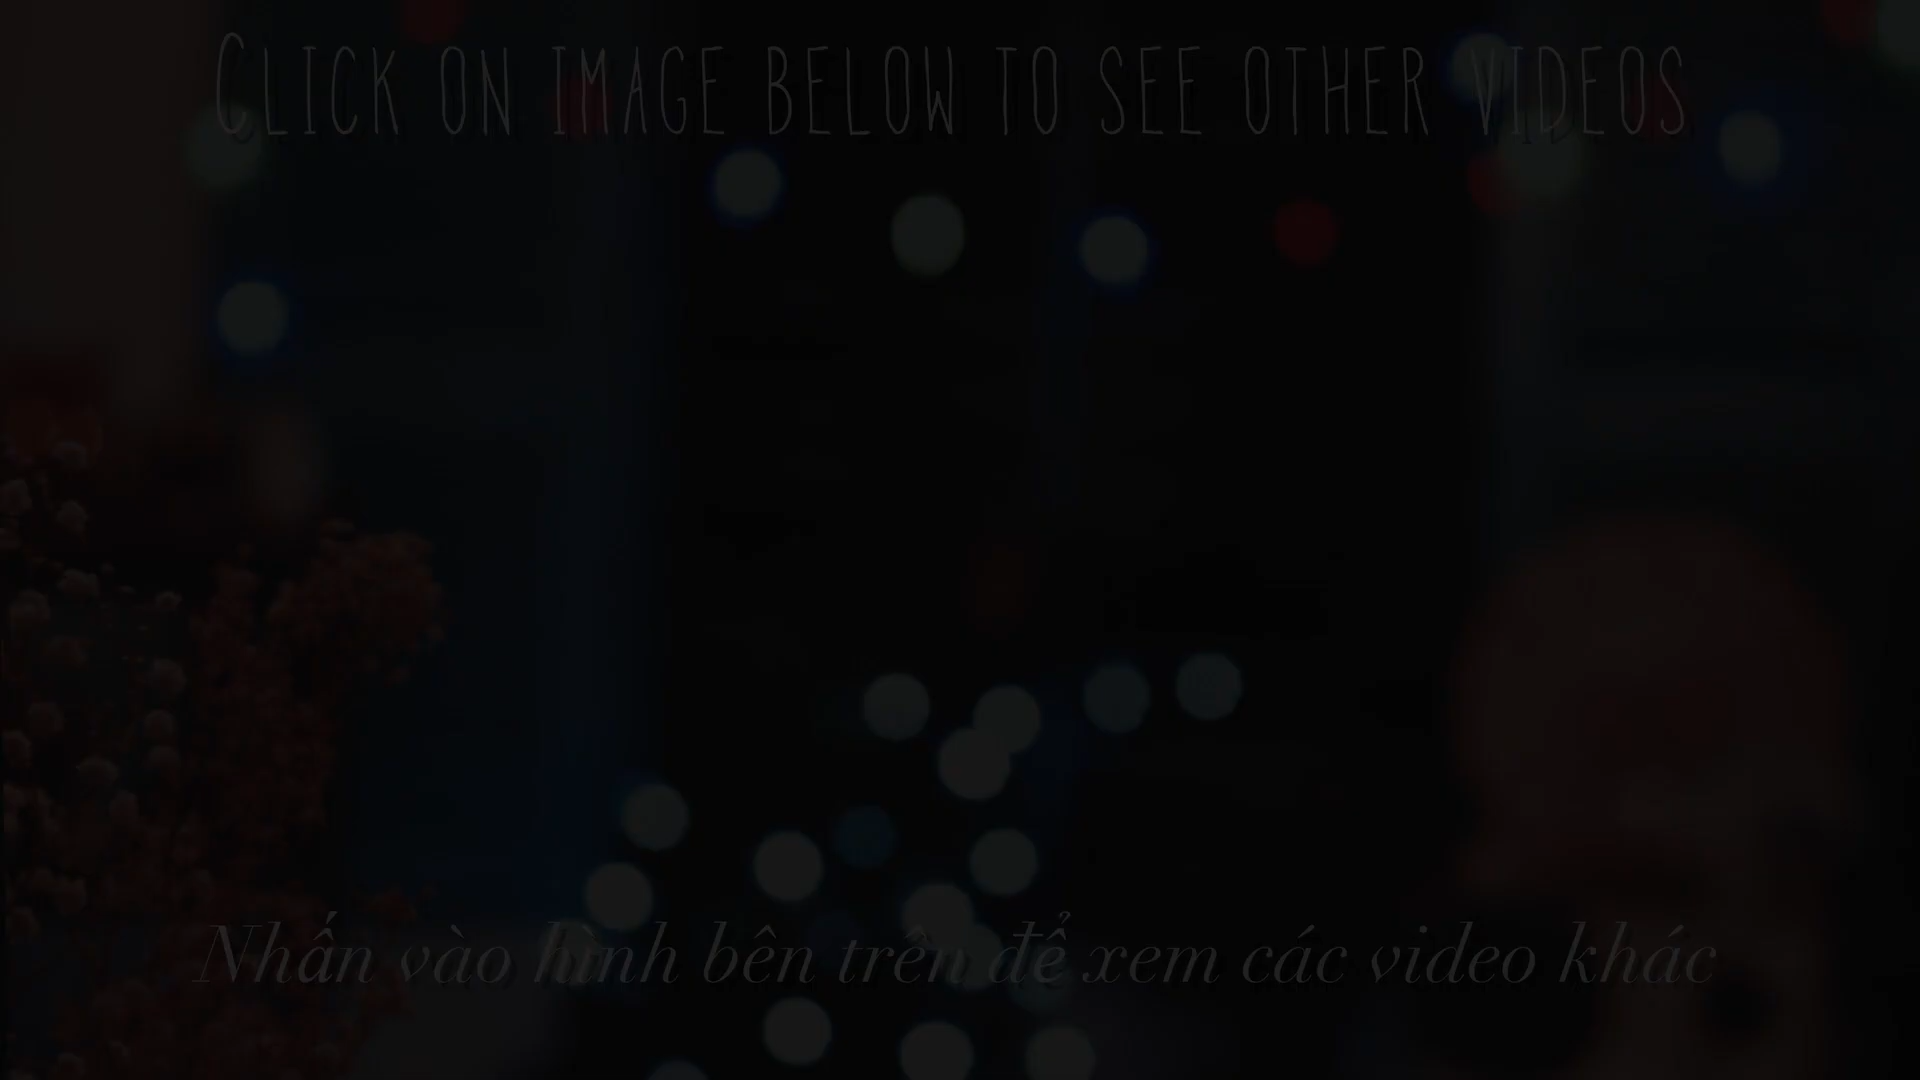 CLICK ON IMAGE BELOW TO SEE OTHER VIDEOS
Nhấn vào hình bên trên để xem các video khác